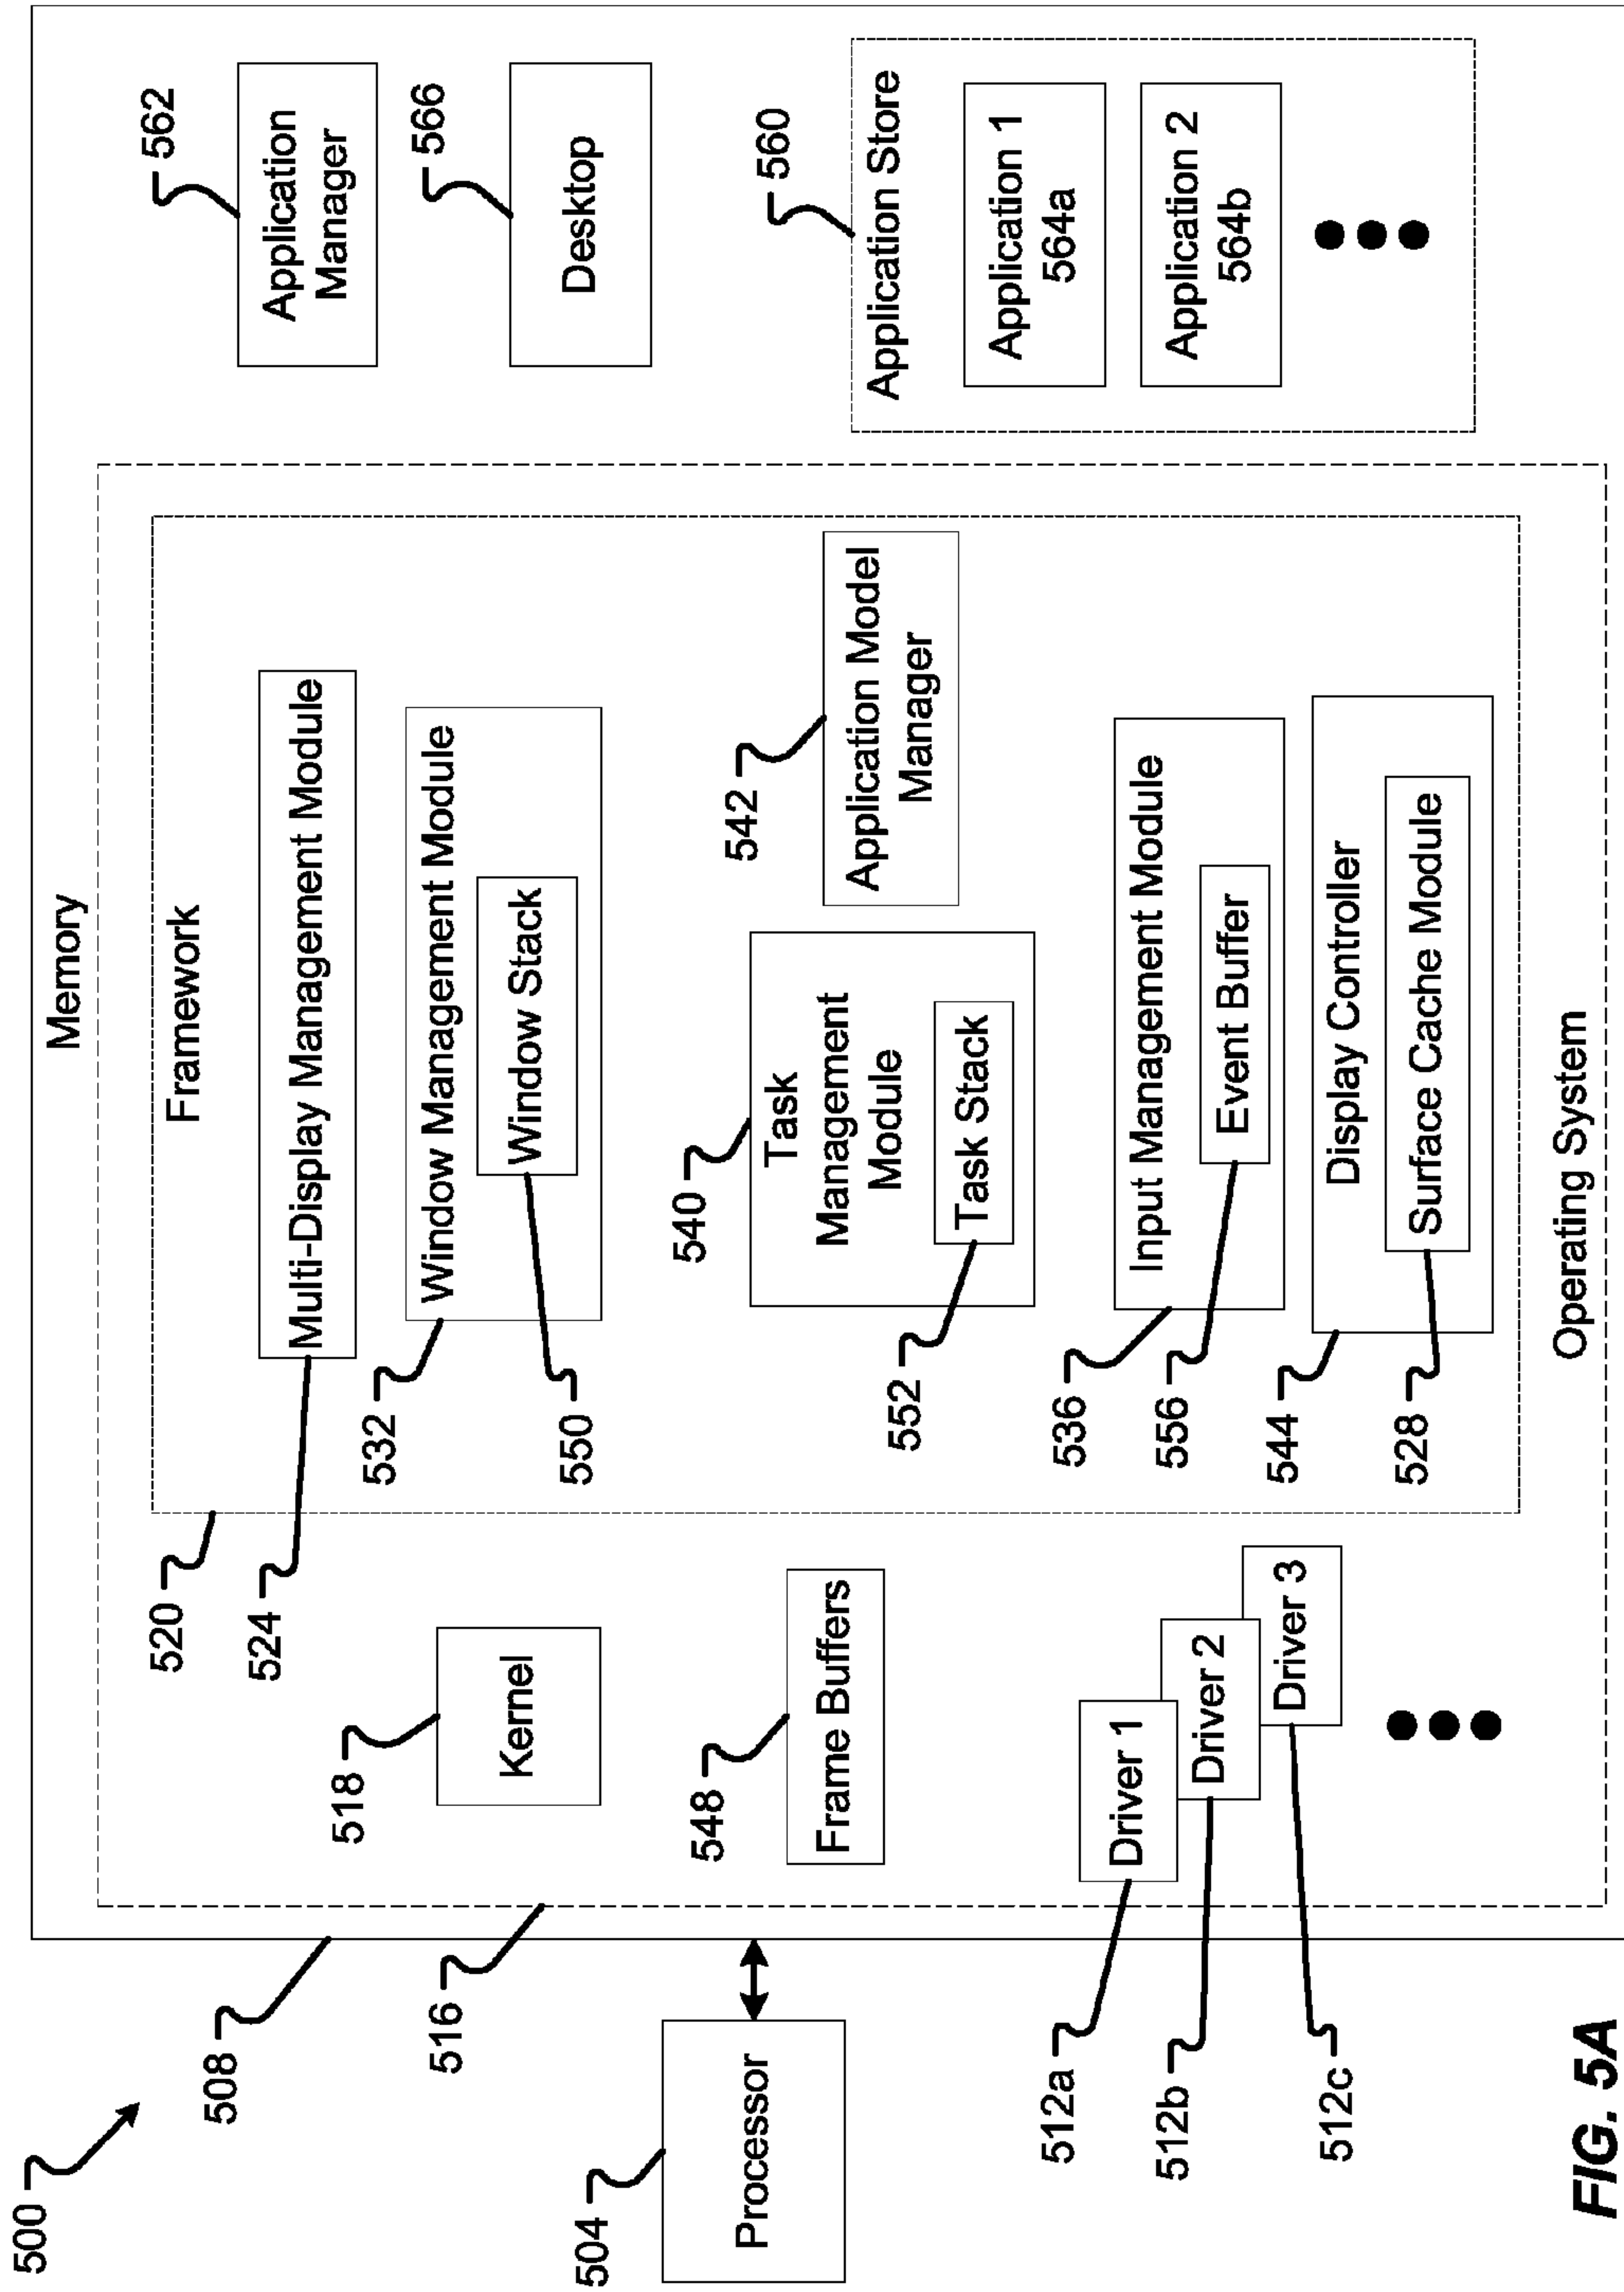 500
508
Memory
516
520
Framework
524
Multi-Display Management Module
532
Window Management Module
550
Window Stack
518
Kernel
504
Processor
548
Frame Buffers
540
Task
Management
Module
552
Task Stack
542
Application Model
Manager
536
Input Management Module
556
Event Buffer
544
Display Controller
528
Surface Cache Module
512a
Driver 1
512b
Driver 2
512c
Driver 3
Operating System
562
Application
Manager
566
Desktop
560
Application Store
Application 1
564a
Application 2
564b
FIG. 5A